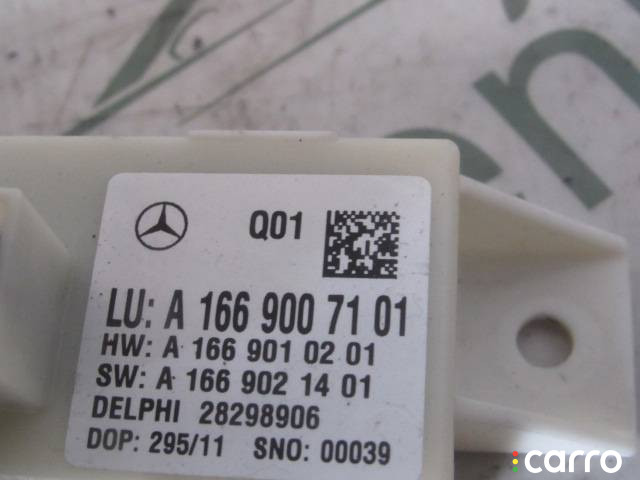 Q01
LU: A 166 900 71 01
HW: A 166 901 02 01
SW: A 166 902 14 01
DELPHI 28298906
DOP: 295/11 SNO: 00039
carro